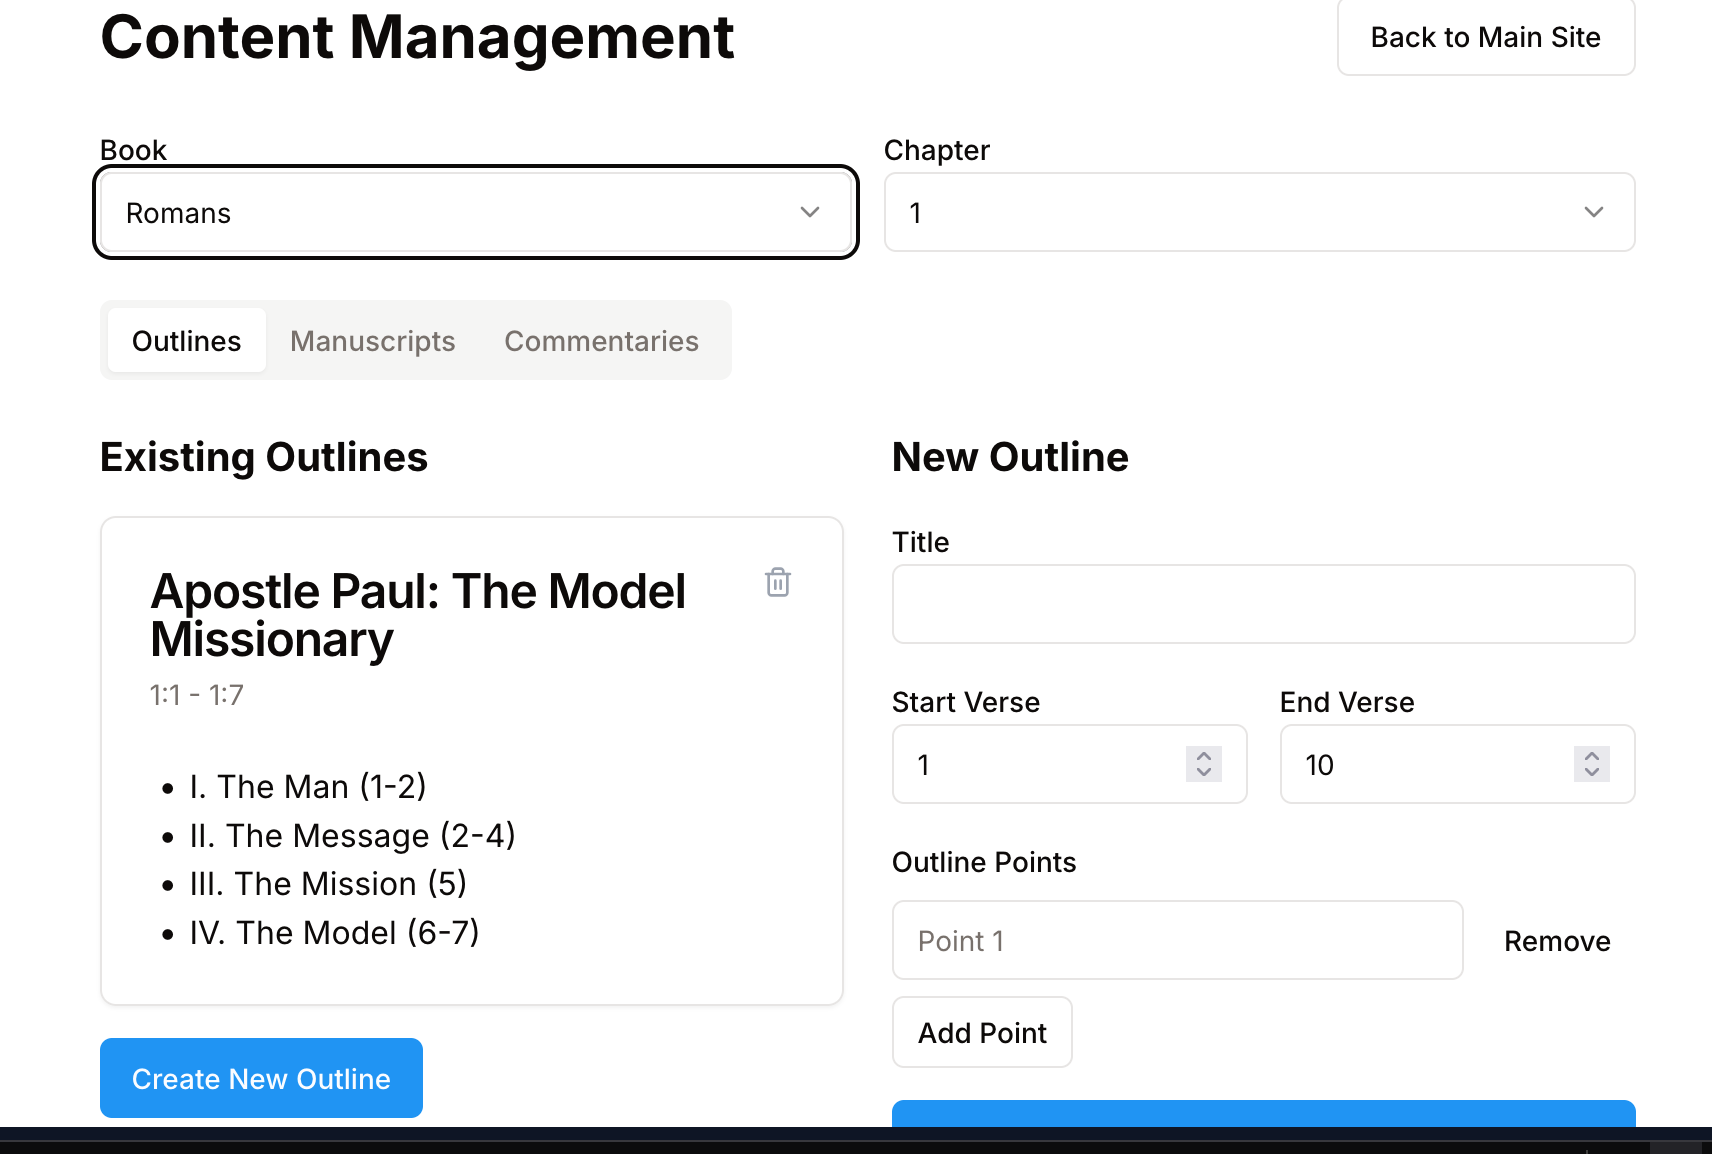 Content Management
Back to Main Site
Book
Chapter
Romans
1
Outlines
Manuscripts
Commentaries
Existing Outlines
New Outline
Apostle Paul: The Model
Missionary
1:1 - 1:7
• I. The Man (1-2)
• II. The Message (2-4)
• III. The Mission (5)
• IV. The Model (6-7)
Create New Outline
Title
Start Verse
End Verse
1
10
Outline Points
Point 1
Remove
Add Point